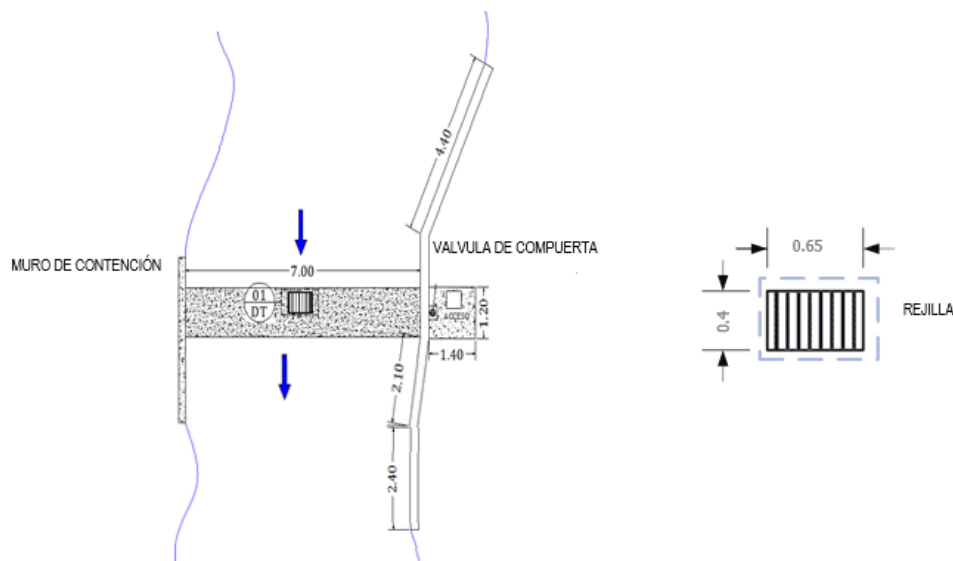 4.40
MURO DE CONTENCIÓN
VALVULA DE COMPUERTA
7.00
01
DT
ACCESO
1.20
1.40
2.10
2.40
0.65
0.4
REJILLA